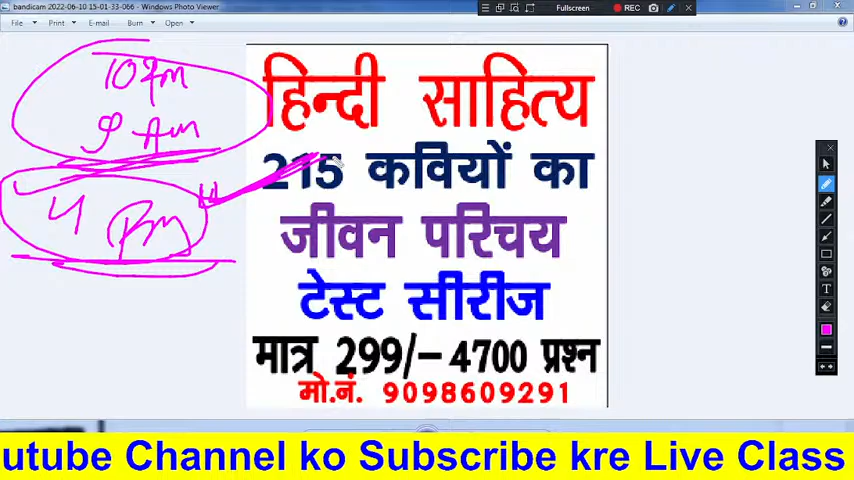 bandicam 2022-06-10 15-01-33-066 - Windows Photo Viewer
Fullscreen
REC
File Print E-mail Burn Open
10 Pm
9 Am
4 Pm
हिन्दी साहित्य
215 कवियों का
जीवन परिचय
टेस्ट सीरीज
मात्र 299/- 4700 प्रश्न
मो.नं. 9098609291
utube Channel ko Subscribe kre Live Class